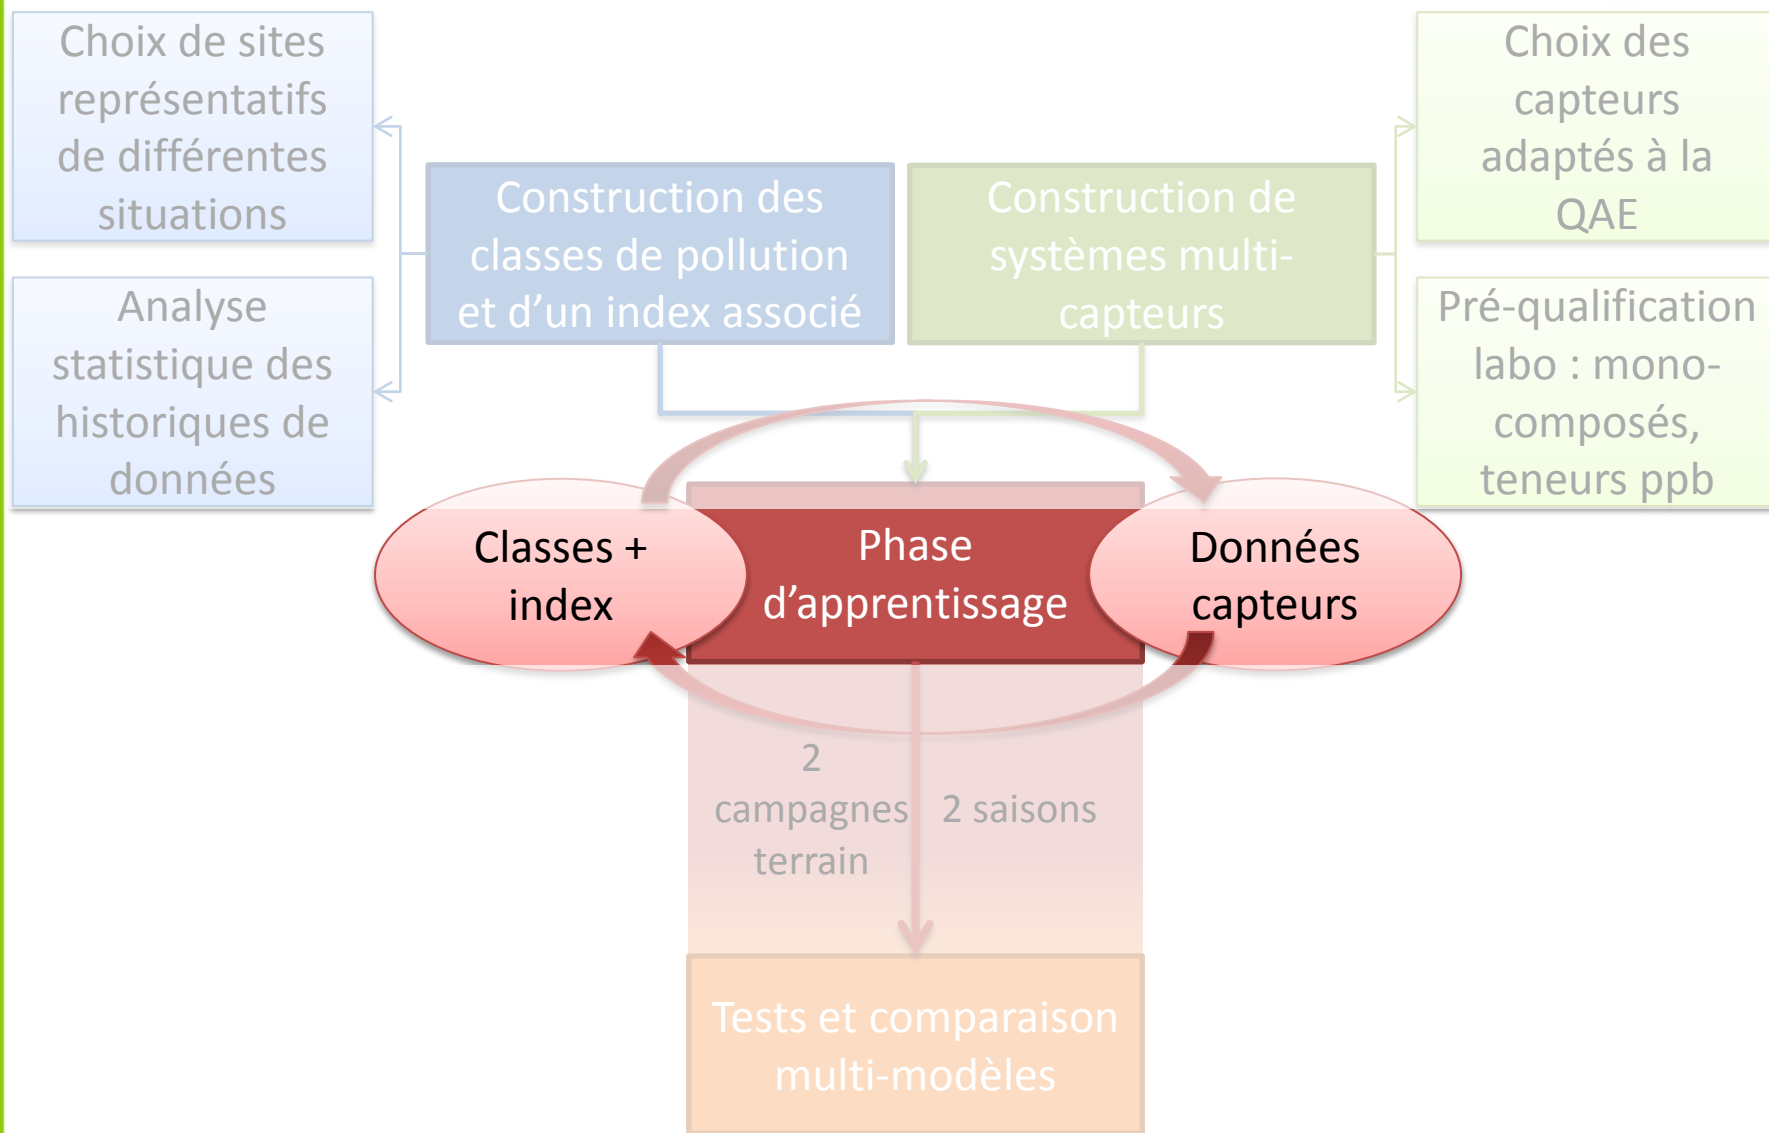 Choix de sites
représentatifs
de différentes
situations
Analyse
statistique des
historiques de
données
Construction des
classes de pollution
et d’un index associé
Construction de
systèmes multi-
capteurs
Choix des
capteurs
adaptés à la
QAE
Pré-qualification
labo : mono-
composés,
teneurs ppb
Classes +
index
Phase
d’apprentissage
Données
capteurs
2
campagnes
terrain
2 saisons
Tests et comparaison
multi-modèles